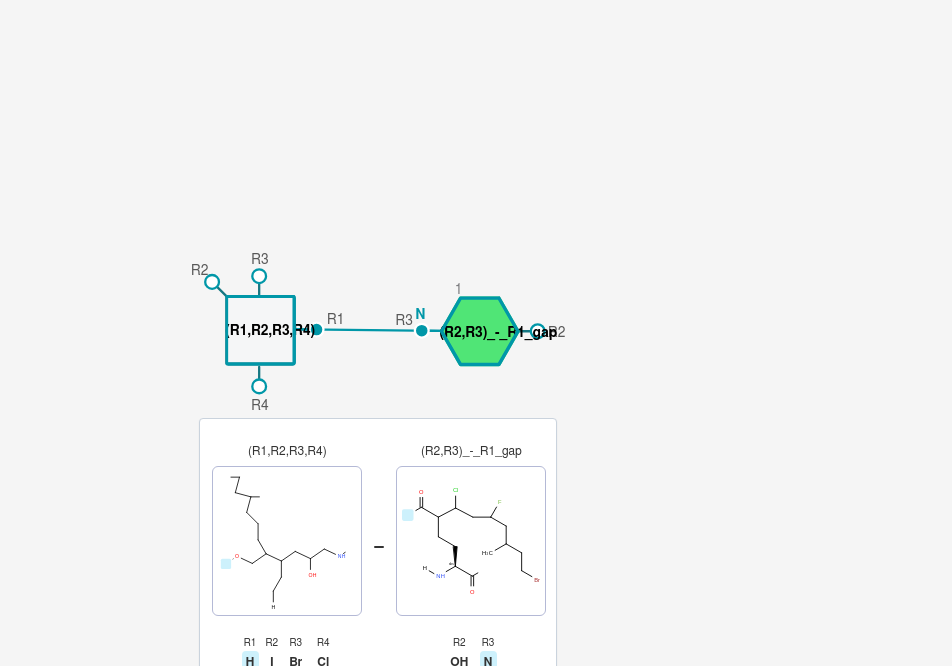 R3
R2
1
N
R1
R3
(R1,R2,R3,R4)
(R2,R3)_-_R1_gap
R2
R4
(R1,R2,R3,R4)
(R2,R3)_-_R1_gap
O
NH
OH
H
–
O
Cl
F
H₃C
Br
H
NH
O
R1 R2 R3 R4
H I Br Cl
R2 R3
OH N